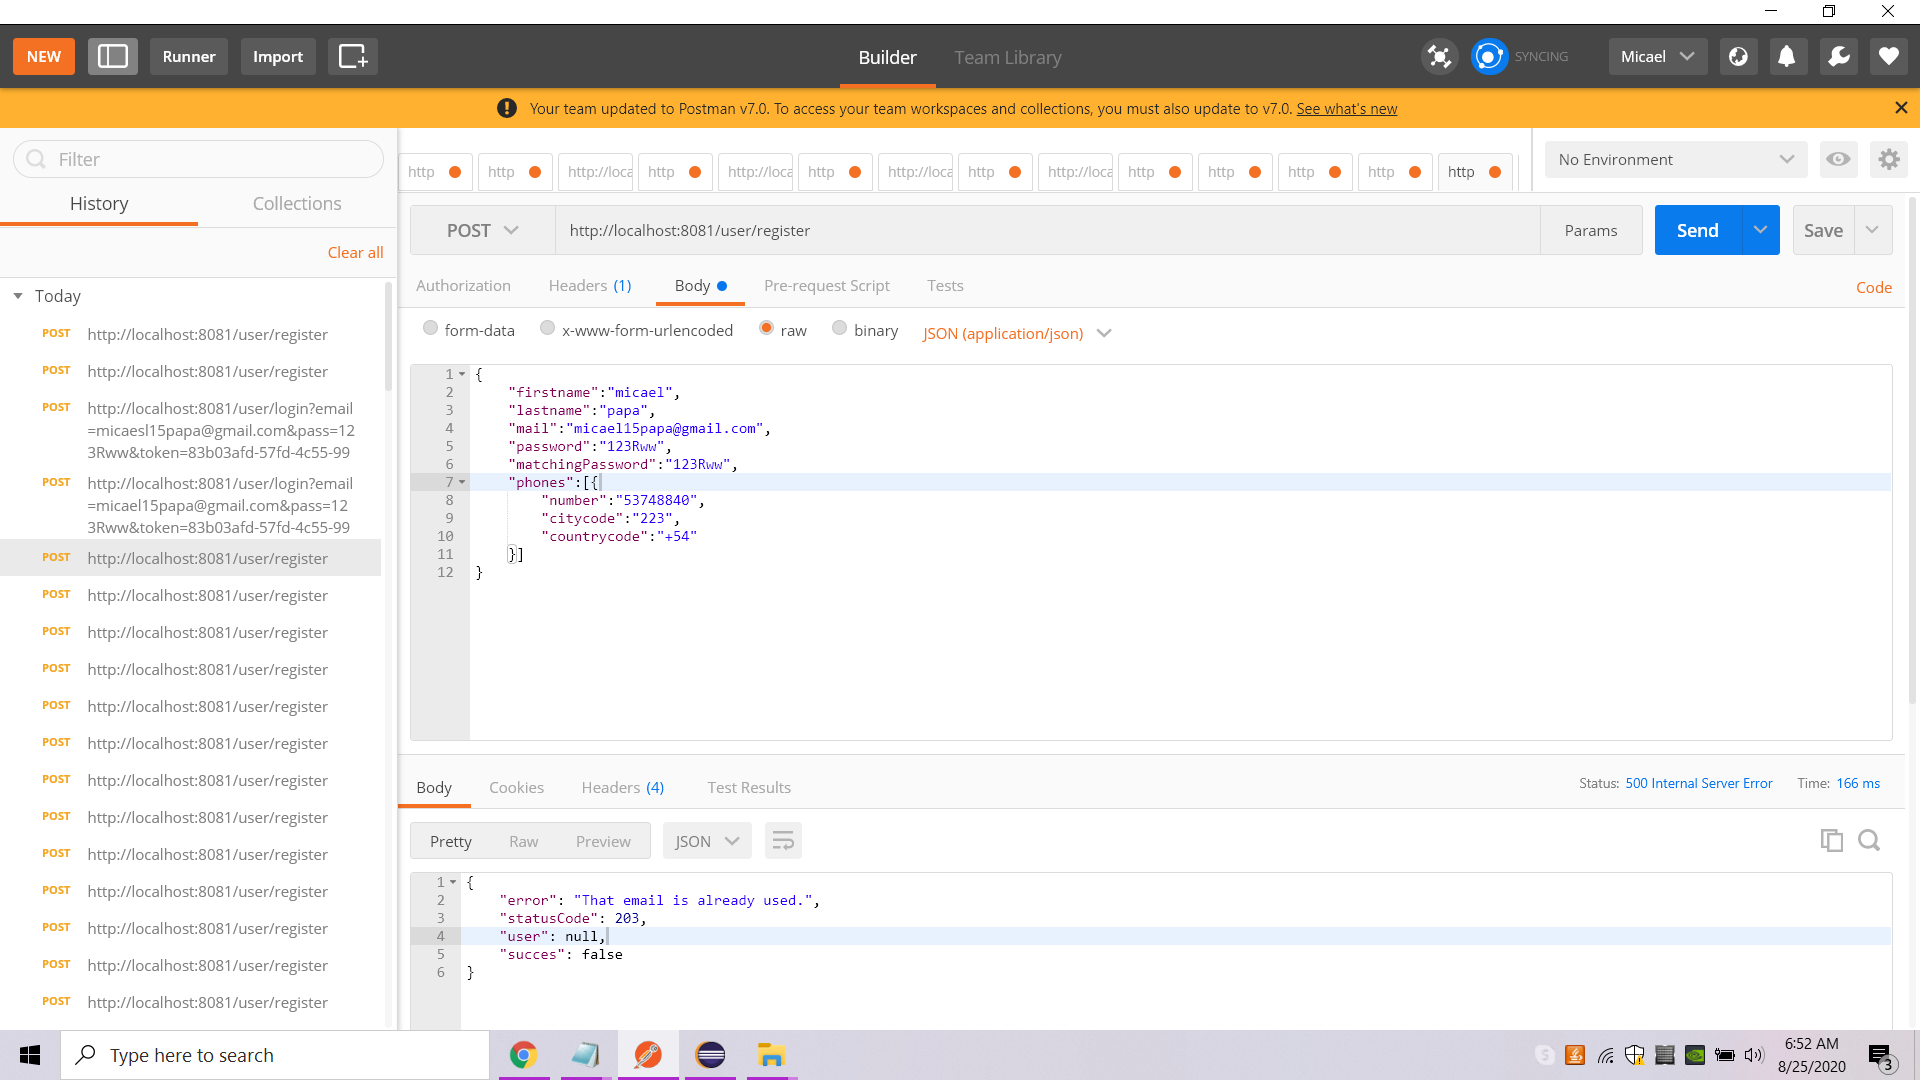 NEW
Runner
Import
Builder
Team Library
SYNCING
Micael
Your team updated to Postman v7.0. To access your team workspaces and collections, you must also update to v7.0. See what's new
Filter
History
Collections
Clear all
Today
POST http://localhost:8081/user/register
POST http://localhost:8081/user/register
POST http://localhost:8081/user/login?email
=micaesl15papa@gmail.com&pass=12
3Rww&token=83b03afd-57fd-4c55-99
POST http://localhost:8081/user/login?email
=micael15papa@gmail.com&pass=12
3Rww&token=83b03afd-57fd-4c55-99
POST http://localhost:8081/user/register
POST http://localhost:8081/user/register
POST http://localhost:8081/user/register
POST http://localhost:8081/user/register
POST http://localhost:8081/user/register
POST http://localhost:8081/user/register
POST http://localhost:8081/user/register
POST http://localhost:8081/user/register
POST http://localhost:8081/user/register
POST http://localhost:8081/user/register
POST http://localhost:8081/user/register
POST http://localhost:8081/user/register
POST http://localhost:8081/user/register
http http http://loca http http://loca http http://loca http http://loca http http http http http
No Environment
POST
http://localhost:8081/user/register
Params
Send
Save
Authorization
Headers (1)
Body
Pre-request Script
Tests
Code
form-data
x-www-form-urlencoded
raw
binary
JSON (application/json)
1 {
2 "firstname":"micael",
3 "lastname":"papa",
4 "mail":"micael15papa@gmail.com",
5 "password":"123Rww",
6 "matchingPassword":"123Rww",
7 "phones":[{
8 "number":"53748840",
9 "citycode":"223",
10 "countrycode":"+54"
11 }]
12 }
Body
Cookies
Headers (4)
Test Results
Status: 500 Internal Server Error
Time: 166 ms
Pretty
Raw
Preview
JSON
1 {
2 "error": "That email is already used.",
3 "statusCode": 203,
4 "user": null,
5 "succes": false
6 }
Type here to search
6:52 AM
8/25/2020
3